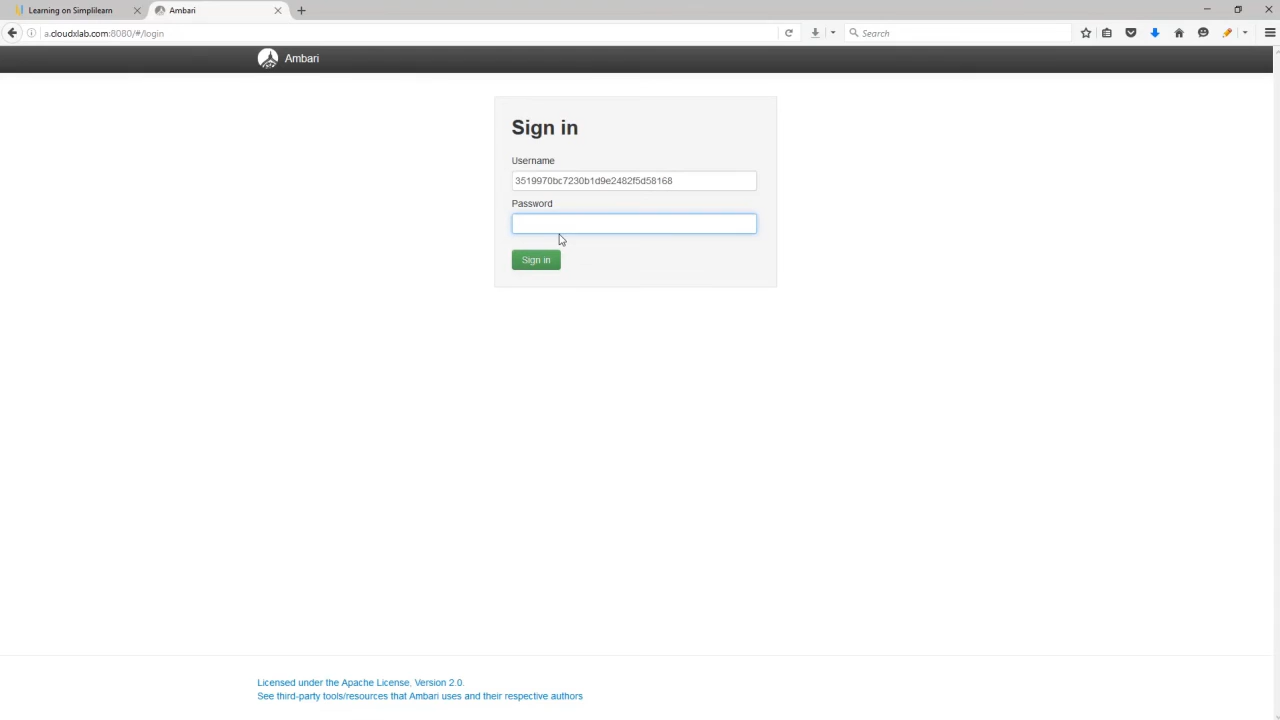 Learning on Simplilearn
Ambari
a.cloudxlab.com:8080/#/login
Search
Ambari
Sign in
Username
3519970bc7230b1d9e2482f5d58168
Password
Sign in
Licensed under the Apache License, Version 2.0.
See third-party tools/resources that Ambari uses and their respective authors